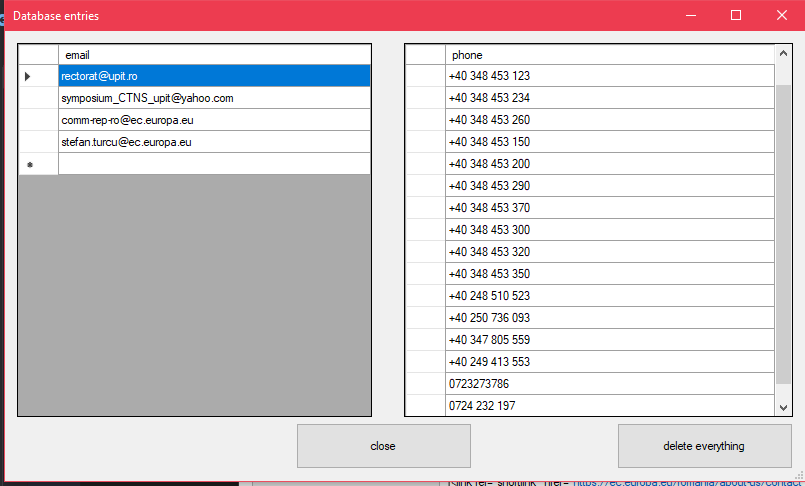 Database entries
email
rectorat@upit.ro
symposium_CTNS_upit@yahoo.com
comm-rep-ro@ec.europa.eu
stefan.turcu@ec.europa.eu
phone
+40 348 453 123
+40 348 453 234
+40 348 453 260
+40 348 453 150
+40 348 453 200
+40 348 453 290
+40 348 453 370
+40 348 453 300
+40 348 453 320
+40 348 453 350
+40 248 510 523
+40 250 736 093
+40 347 805 559
+40 249 413 553
0723273786
0724 232 197
close
delete everything
<link rel="shortlink" href="https://ec.europa.eu/romania/about-us/contact